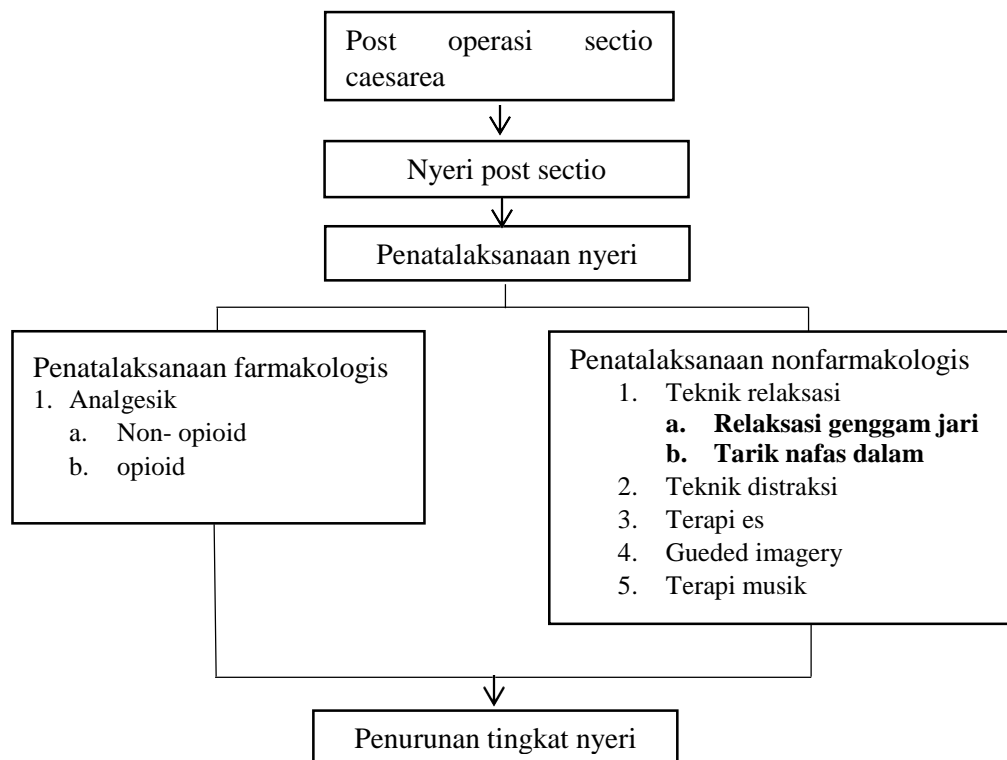 Post operasi sectio
caesarea
Nyeri post sectio
Penatalaksanaan nyeri
Penatalaksanaan farmakologis
1. Analgesik
a. Non- opioid
b. opioid
Penatalaksanaan nonfarmakologis
1. Teknik relaksasi
a. Relaksasi genggam jari
b. Tarik nafas dalam
2. Teknik distraksi
3. Terapi es
4. Gueded imagery
5. Terapi musik
Penurunan tingkat nyeri